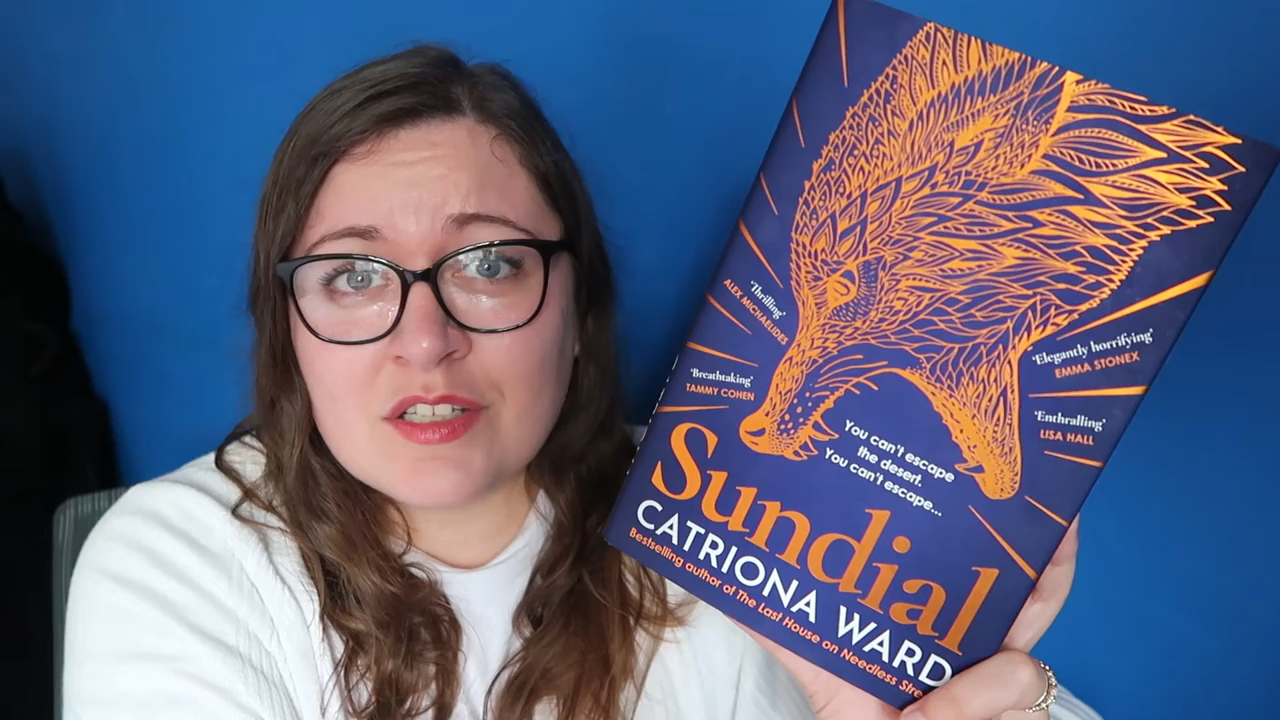 'Thrilling'
ALEX MICHAELIDES
'Breathtaking'
TAMMY COHEN
'Elegantly horrifying'
EMMA STONEX
'Enthralling'
LISA HALL
You can't escape
the desert.
You can't escape...
Sundial
CATRIONA WARD
Bestselling author of The Last House on Needless